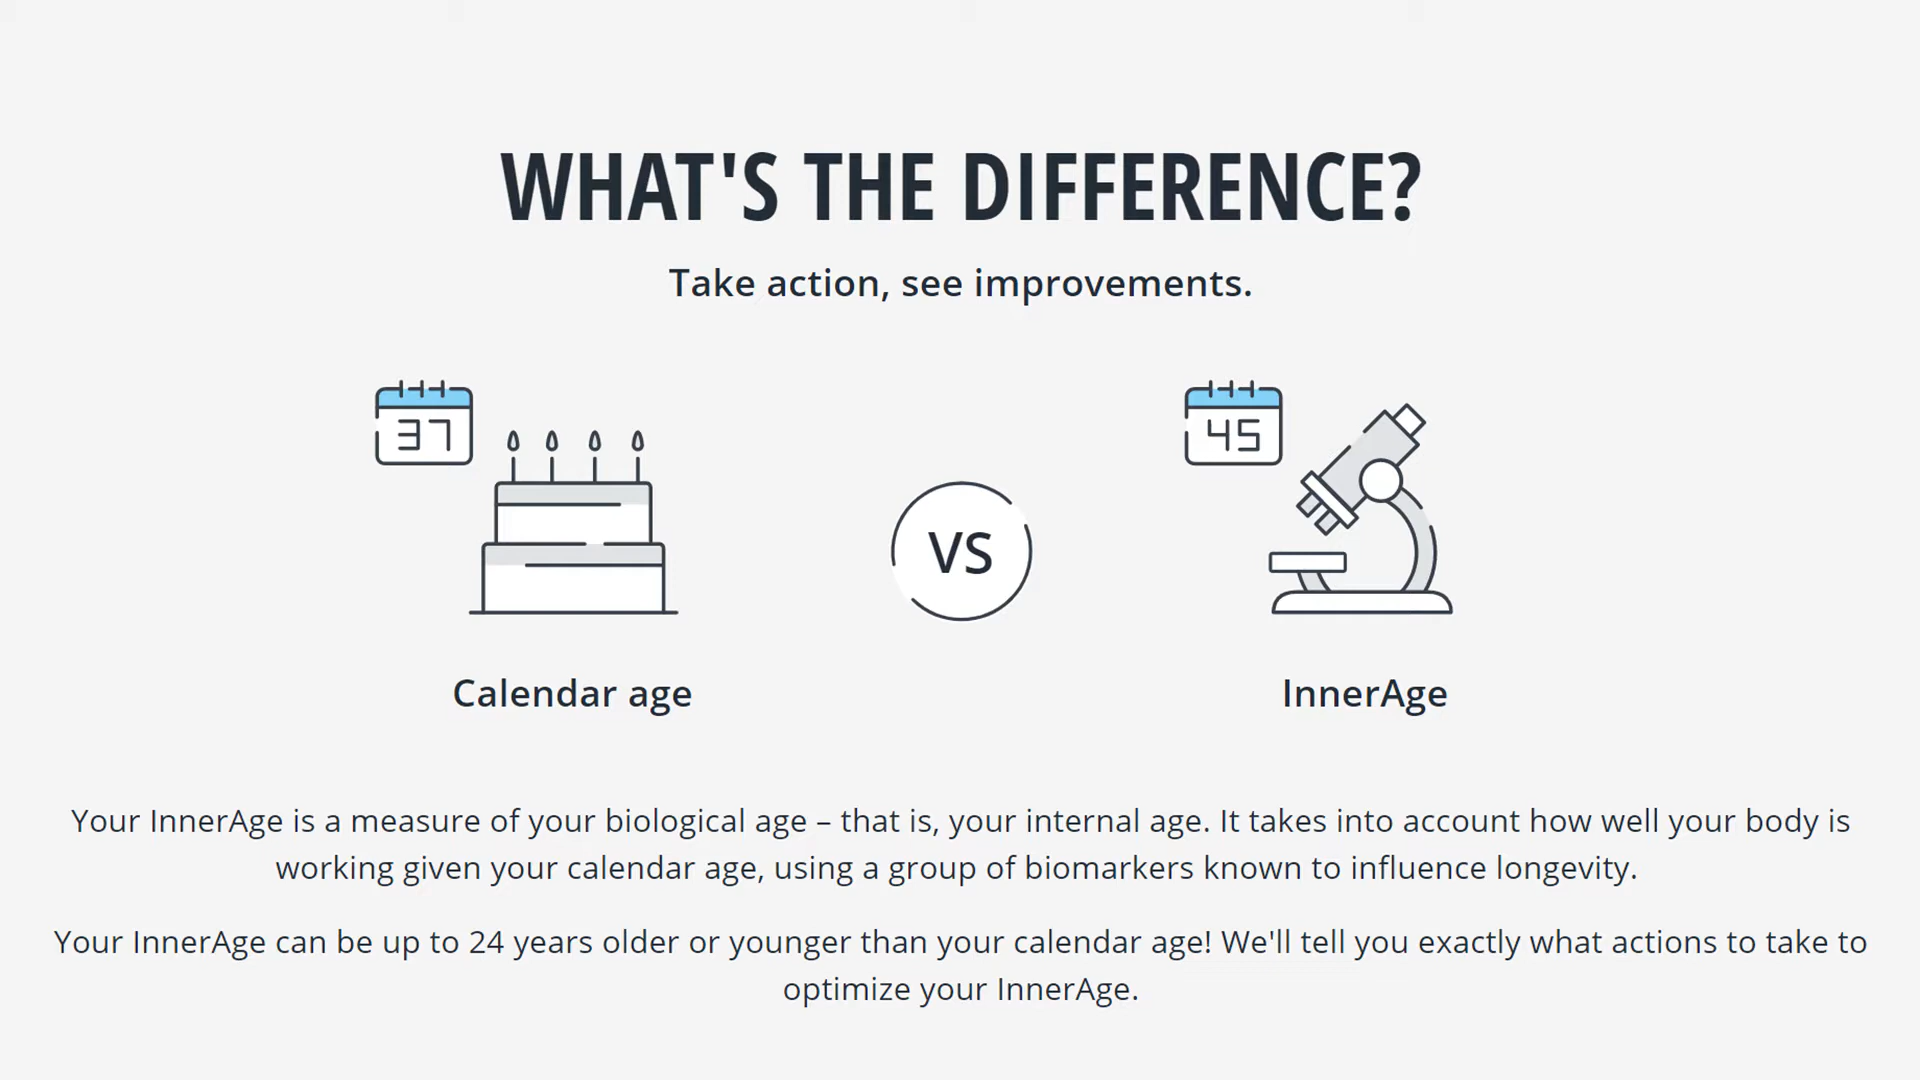 WHAT'S THE DIFFERENCE?
Take action, see improvements.
37
45
VS
Calendar age
InnerAge
Your InnerAge is a measure of your biological age – that is, your internal age. It takes into account how well your body is
working given your calendar age, using a group of biomarkers known to influence longevity.
Your InnerAge can be up to 24 years older or younger than your calendar age! We'll tell you exactly what actions to take to
optimize your InnerAge.